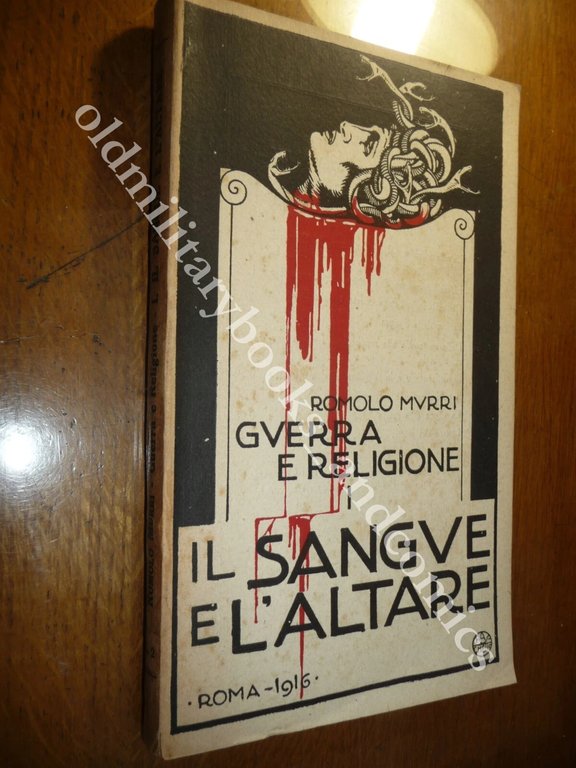 ROMOLO MVRRI
GVERRA
E RELIGIONE
I
IL SANGVE
E L'ALTARE
·ROMA-1916·
oldmilitarybooksandcomics